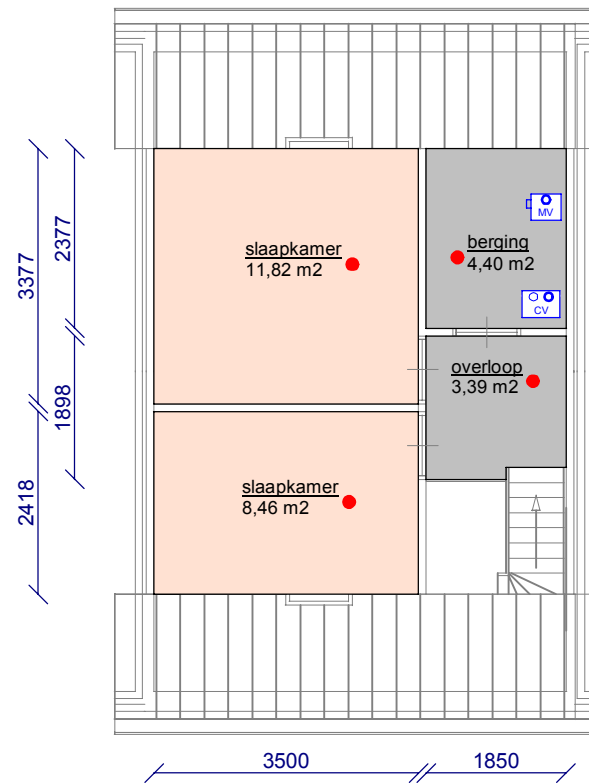 slaapkamer
11,82 m2
berging
4,40 m2
MV
CV
overloop
3,39 m2
slaapkamer
8,46 m2
3377
2418
2377
1898
3500
1850